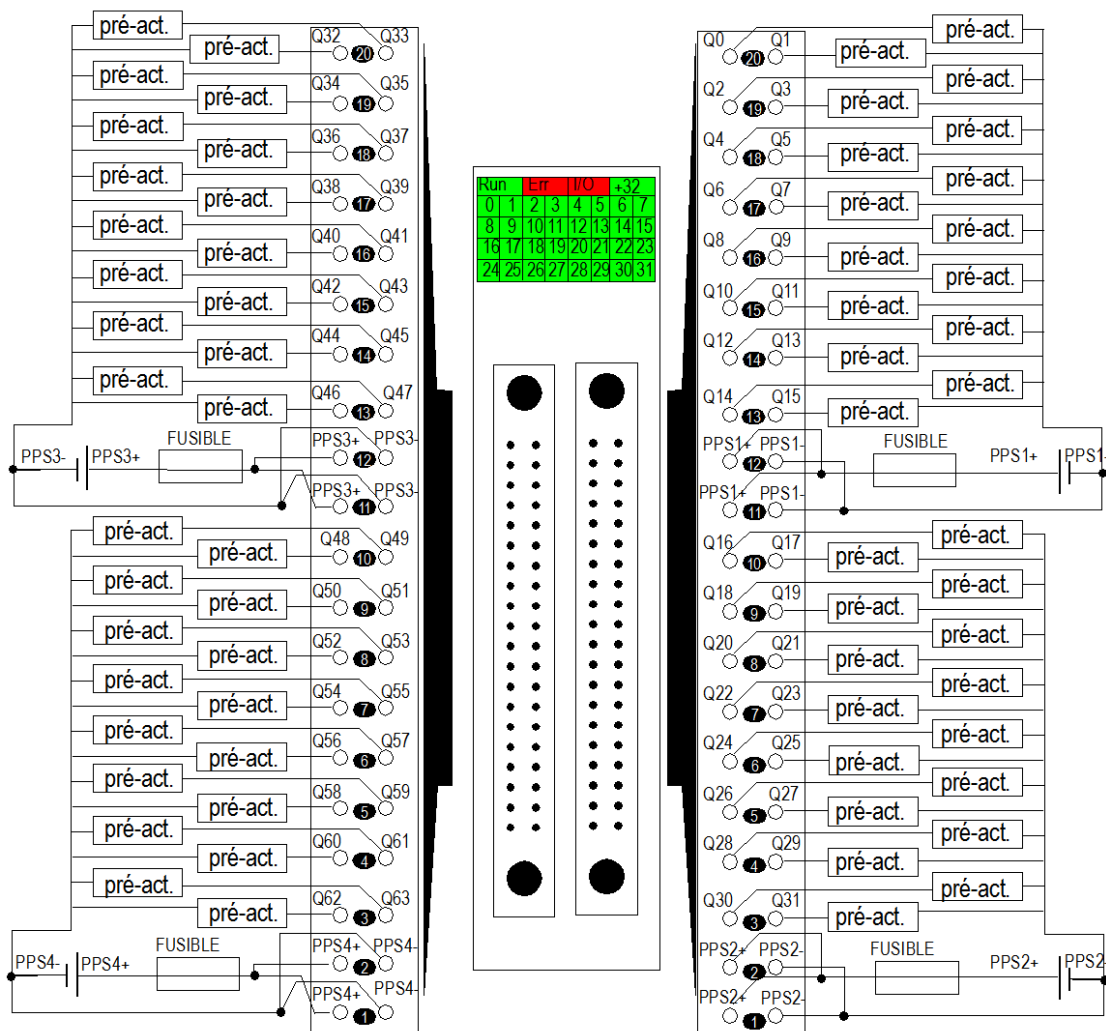 pré-act.
Q32 Q33
pré-act. 20
pré-act.
Q34 Q35
pré-act. 19
pré-act.
Q36 Q37
pré-act. 18
pré-act.
Q38 Q39
pré-act. 17
pré-act.
Q40 Q41
pré-act. 16
pré-act.
Q42 Q43
pré-act. 15
pré-act.
Q44 Q45
pré-act. 14
pré-act.
Q46 Q47
pré-act. 13
FUSIBLE PPS3+ PPS3-
PPS3- PPS3+ 12
PPS3+ PPS3-
11
pré-act.
Q48 Q49
pré-act. 10
pré-act.
Q50 Q51
pré-act. 9
pré-act.
Q52 Q53
pré-act. 8
pré-act.
Q54 Q55
pré-act. 7
pré-act.
Q56 Q57
pré-act. 6
pré-act.
Q58 Q59
pré-act. 5
pré-act.
Q60 Q61
pré-act. 4
pré-act.
Q62 Q63
pré-act. 3
FUSIBLE PPS4+ PPS4-
PPS4- PPS4+ 2
PPS4+ PPS4-
1
Run Err I/O +32
0 1 2 3 4 5 6 7
8 9 10 11 12 13 14 15
16 17 18 19 20 21 22 23
24 25 26 27 28 29 30 31
pré-act.
Q0 Q1
20 pré-act.
pré-act.
Q2 Q3
19 pré-act.
pré-act.
Q4 Q5
18 pré-act.
pré-act.
Q6 Q7
17 pré-act.
pré-act.
Q8 Q9
16 pré-act.
pré-act.
Q10 Q11
15 pré-act.
pré-act.
Q12 Q13
14 pré-act.
pré-act.
Q14 Q15
13 pré-act.
PPS1+ PPS1- FUSIBLE
12 PPS1+ PPS1-
PPS1+ PPS1-
11
pré-act.
Q16 Q17
10 pré-act.
pré-act.
Q18 Q19
9 pré-act.
pré-act.
Q20 Q21
8 pré-act.
pré-act.
Q22 Q23
7 pré-act.
pré-act.
Q24 Q25
6 pré-act.
pré-act.
Q26 Q27
5 pré-act.
pré-act.
Q28 Q29
4 pré-act.
pré-act.
Q30 Q31
3 pré-act.
PPS2+ PPS2- FUSIBLE
2 PPS2+ PPS2-
PPS2+ PPS2-
1